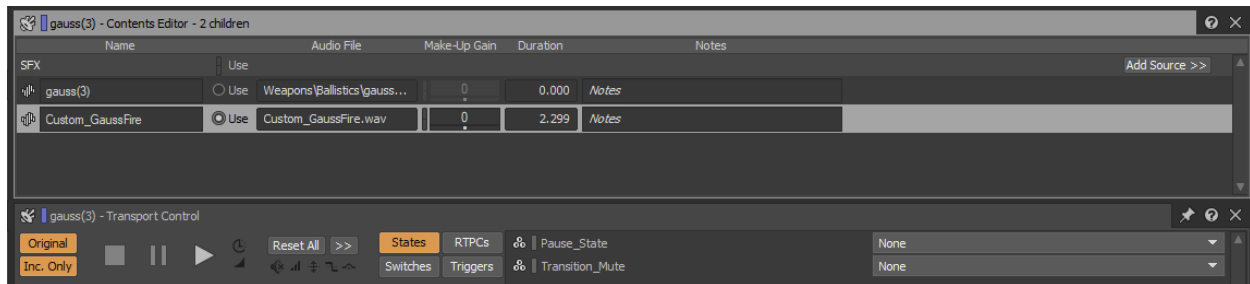 gauss(3) - Contents Editor - 2 children
Name Audio File Make-Up Gain Duration Notes
SFX Use Add Source >>
gauss(3) Use Weapons\Ballistics\gauss... 0 0.000 Notes
Custom_GaussFire Use Custom_GaussFire.wav 0 2.299 Notes
gauss(3) - Transport Control
Original Reset All >> States RTPCs Pause_State None
Inc. Only Switches Triggers Transition_Mute None